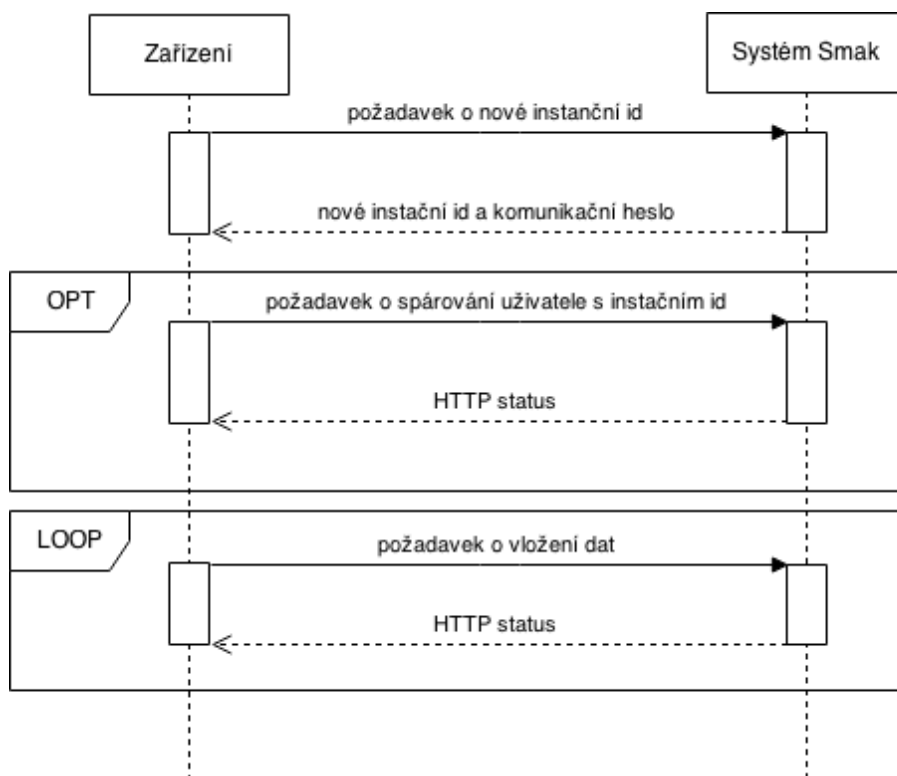 Zařízení
Systém Smak
požadavek o nové instanční id
nové instační id a komunikační heslo
OPT
požadavek o spárování uživatele s instačním id
HTTP status
LOOP
požadavek o vložení dat
HTTP status